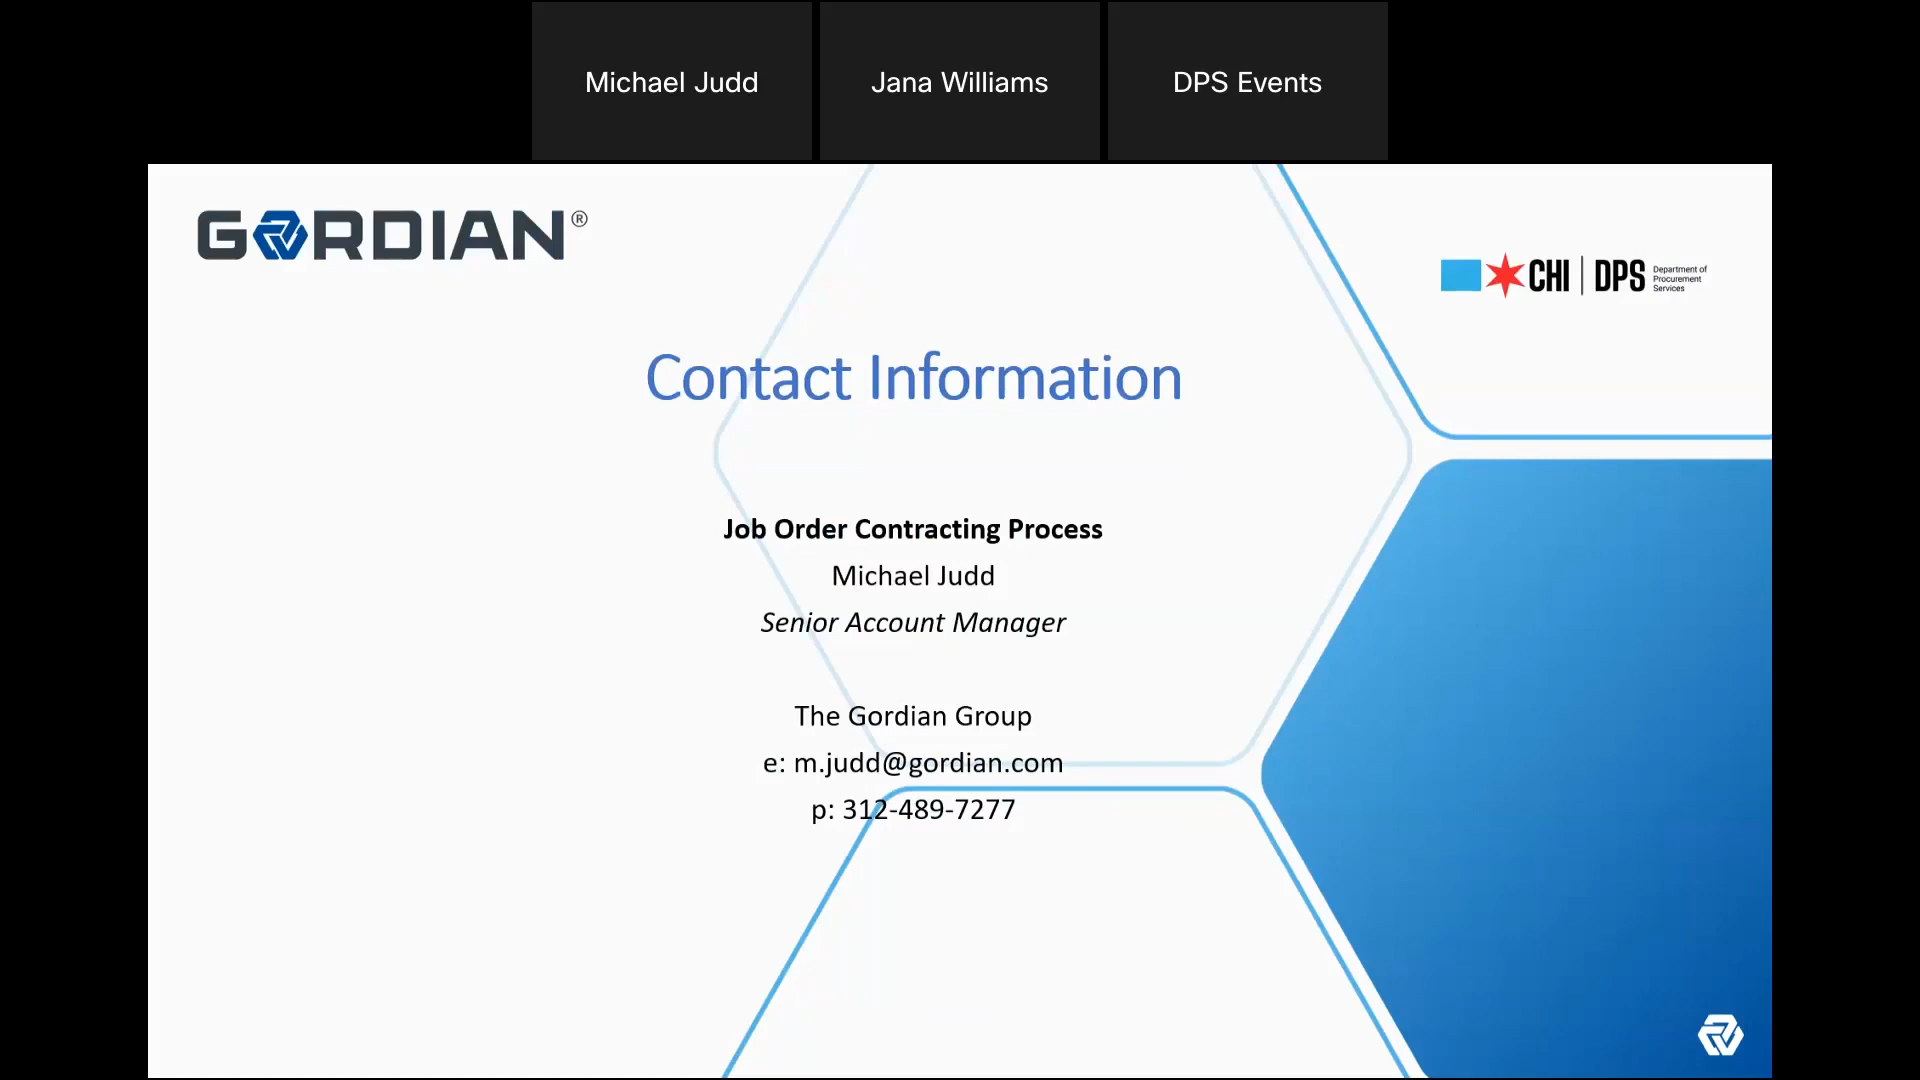 Michael Judd
Jana Williams
DPS Events
GORDIAN®
CHI | DPS Department of
Procurement
Services
Contact Information
Job Order Contracting Process
Michael Judd
Senior Account Manager
The Gordian Group
e: m.judd@gordian.com
p: 312-489-7277